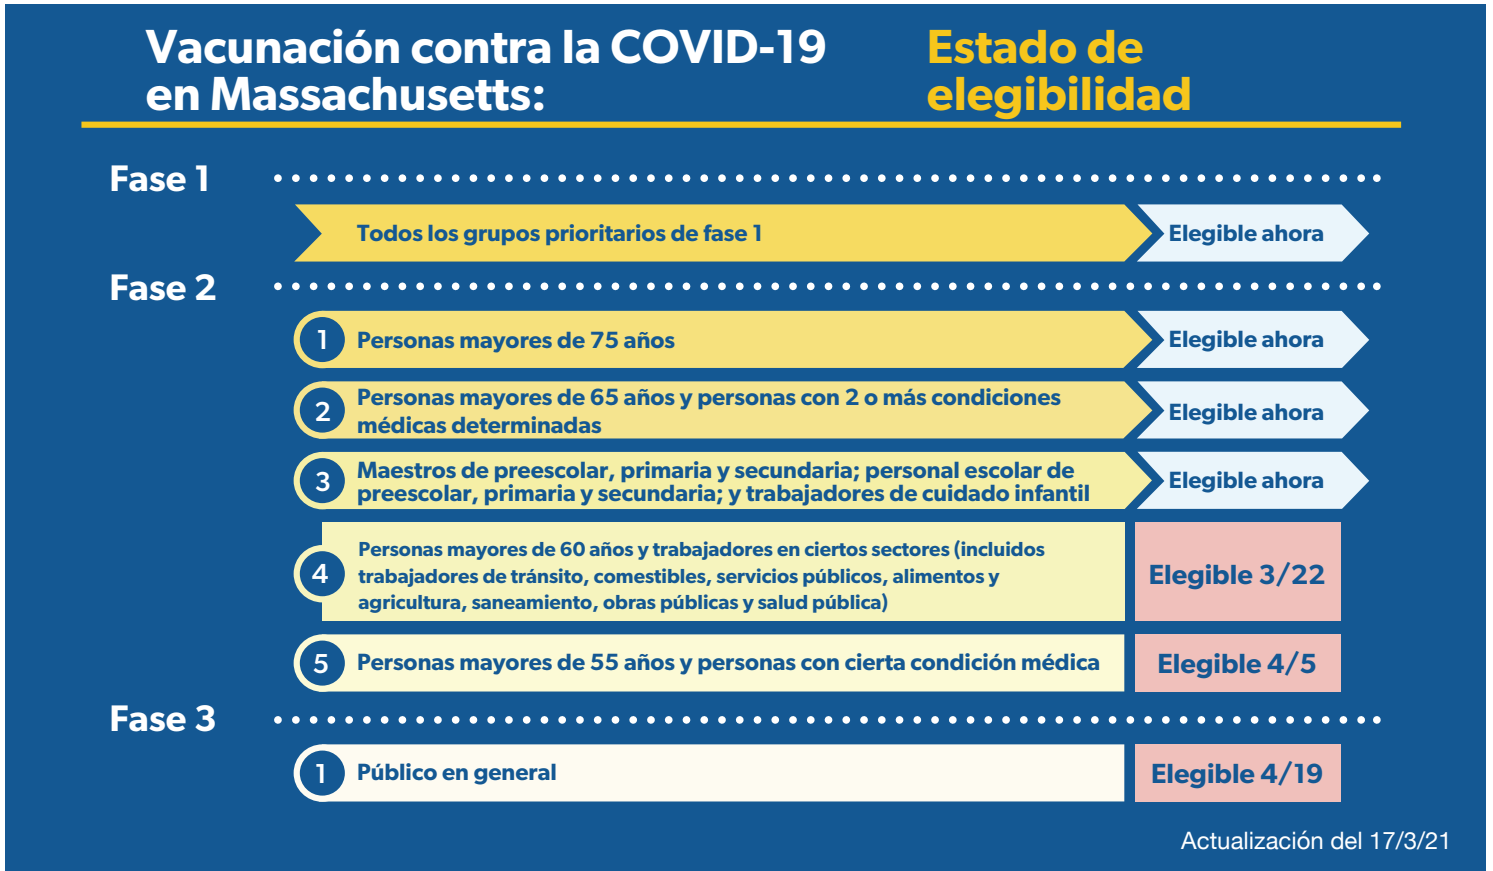 Vacunación contra la COVID-19
en Massachusetts:
Estado de
elegibilidad
Fase 1
Todos los grupos prioritarios de fase 1
Elegible ahora
Fase 2
1
Personas mayores de 75 años
Elegible ahora
2
Personas mayores de 65 años y personas con 2 o más condiciones
médicas determinadas
Elegible ahora
3
Maestros de preescolar, primaria y secundaria; personal escolar de
preescolar, primaria y secundaria; y trabajadores de cuidado infantil
Elegible ahora
4
Personas mayores de 60 años y trabajadores en ciertos sectores (incluidos
trabajadores de tránsito, comestibles, servicios públicos, alimentos y
agricultura, saneamiento, obras públicas y salud pública)
Elegible 3/22
5
Personas mayores de 55 años y personas con cierta condición médica
Elegible 4/5
Fase 3
1
Público en general
Elegible 4/19
Actualización del 17/3/21